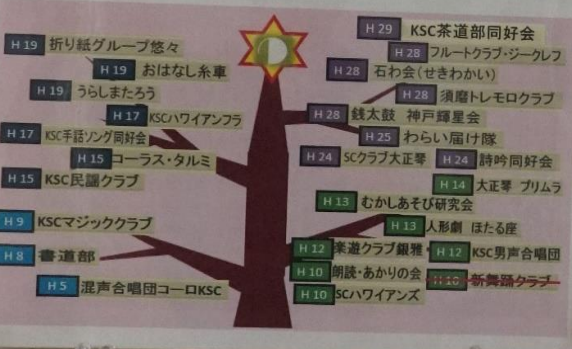 H 19 折り紙グループ悠々
H 19 おはなし糸車
H 19 うらしまたろう
H 17 KSCハワイアンフラ
H 17 KSC手話ソング同好会
H 15 コーラス・タルミ
H 15 KSC民謡クラブ
H 9 KSCマジッククラブ
H 8 書道部
H 5 混声合唱団コーロKSC
H 29 KSC茶道部同好会
H 28 フルートクラブ・ジークレフ
H 28 石わ会(せきわかい)
H 28 須磨トレモロクラブ
H 28 銭太鼓 神戸輝星会
H 25 わらい届け隊
H 24 SCクラブ大正琴
H 24 詩吟同好会
H 14 大正琴 プリムラ
H 13 むかしあそび研究会
H 13 人形劇 ほたる座
H 12 楽遊クラブ銀雅・
H 12 KSC男声合唱団
H 10 朗読・あかりの会
H 10 新舞踊クラブ
H 10 SCハワイアンズ